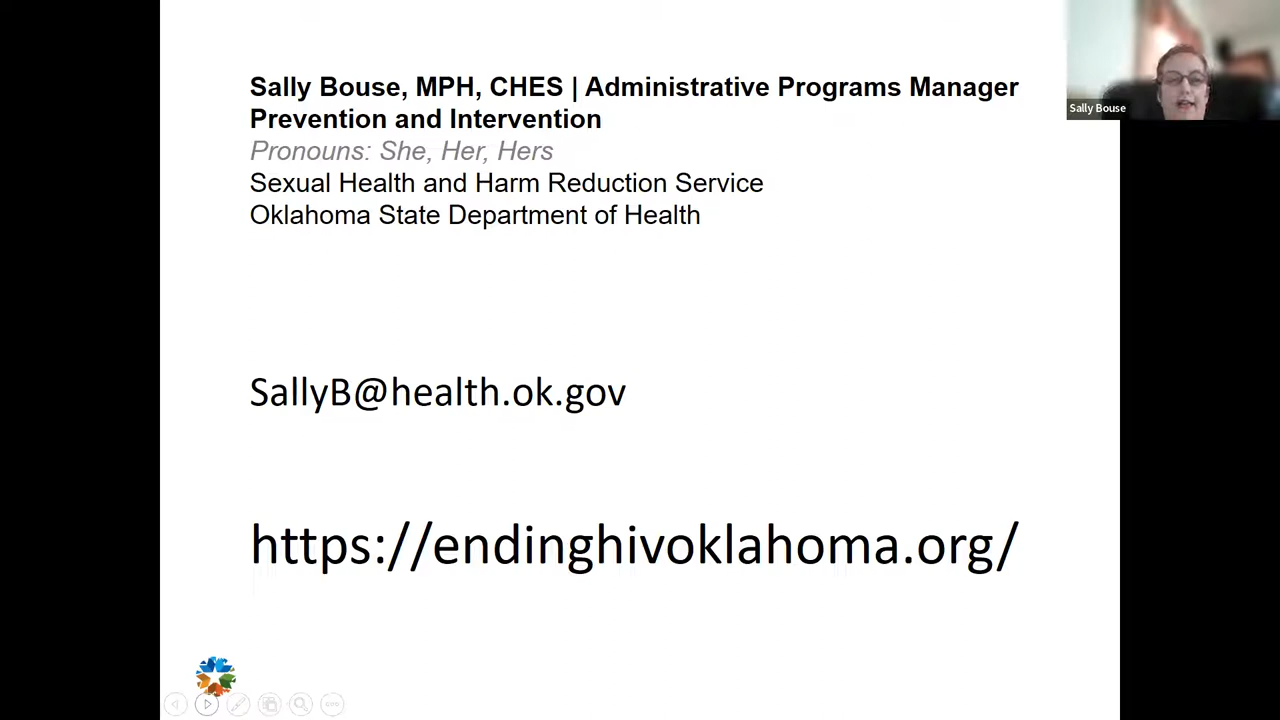 Sally Bouse, MPH, CHES | Administrative Programs Manager
Prevention and Intervention
Pronouns: She, Her, Hers
Sexual Health and Harm Reduction Service
Oklahoma State Department of Health
SallyB@health.ok.gov
https://endinghivoklahoma.org/
Sally Bouse